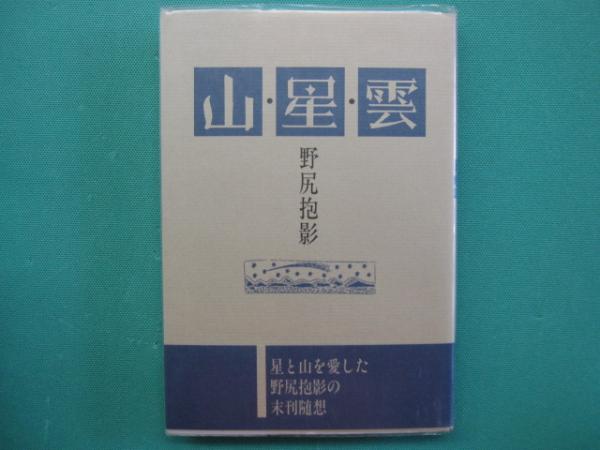 山・星・雲
野尻抱影
星と山を愛した
野尻抱影の
末刊随想